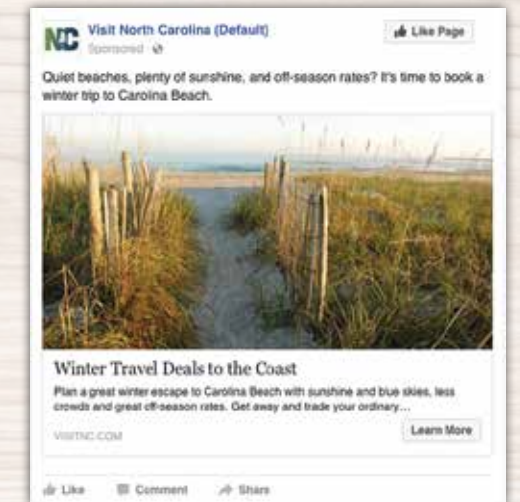 NC
Visit North Carolina (Default)
Like Page
Sponsored
Quiet beaches, plenty of sunshine, and off-season rates? It's time to book a
winter trip to Carolina Beach.
Winter Travel Deals to the Coast
Plan a great winter escape to Carolina Beach with sunshine and blue skies, less
crowds and great off-season rates. Get away and trade your ordinary...
VISITNC.COM
Learn More
Like Comment Share